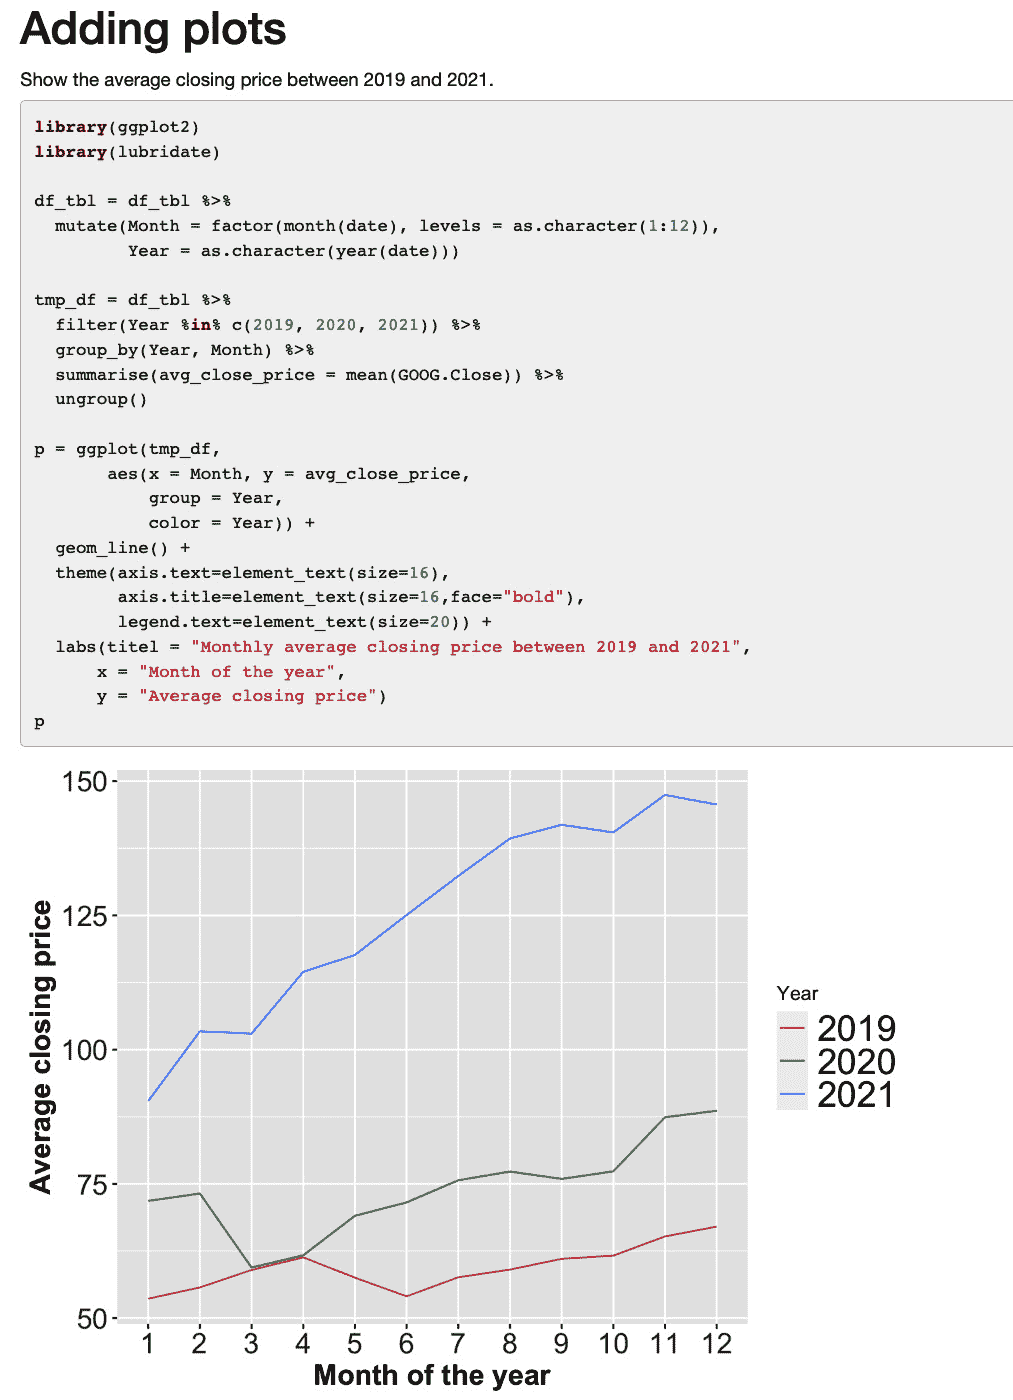 Adding plots
Show the average closing price between 2019 and 2021.
library(ggplot2)
library(lubridate)
df_tbl = df_tbl %>%
  mutate(Month = factor(month(date), levels = as.character(1:12)),
         Year = as.character(year(date)))
tmp_df = df_tbl %>%
  filter(Year %in% c(2019, 2020, 2021)) %>%
  group_by(Year, Month) %>%
  summarise(avg_close_price = mean(GOOG.Close)) %>%
  ungroup()
p = ggplot(tmp_df,
       aes(x = Month, y = avg_close_price,
           group = Year,
           color = Year)) +
  geom_line() +
  theme(axis.text=element_text(size=16),
        axis.title=element_text(size=16,face="bold"),
        legend.text=element_text(size=20)) +
  labs(titel = "Monthly average closing price between 2019 and 2021",
      x = "Month of the year",
      y = "Average closing price")
p
150
125
100
75
50
Average closing price
1 2 3 4 5 6 7 8 9 10 11 12
Month of the year
Year
2019
2020
2021